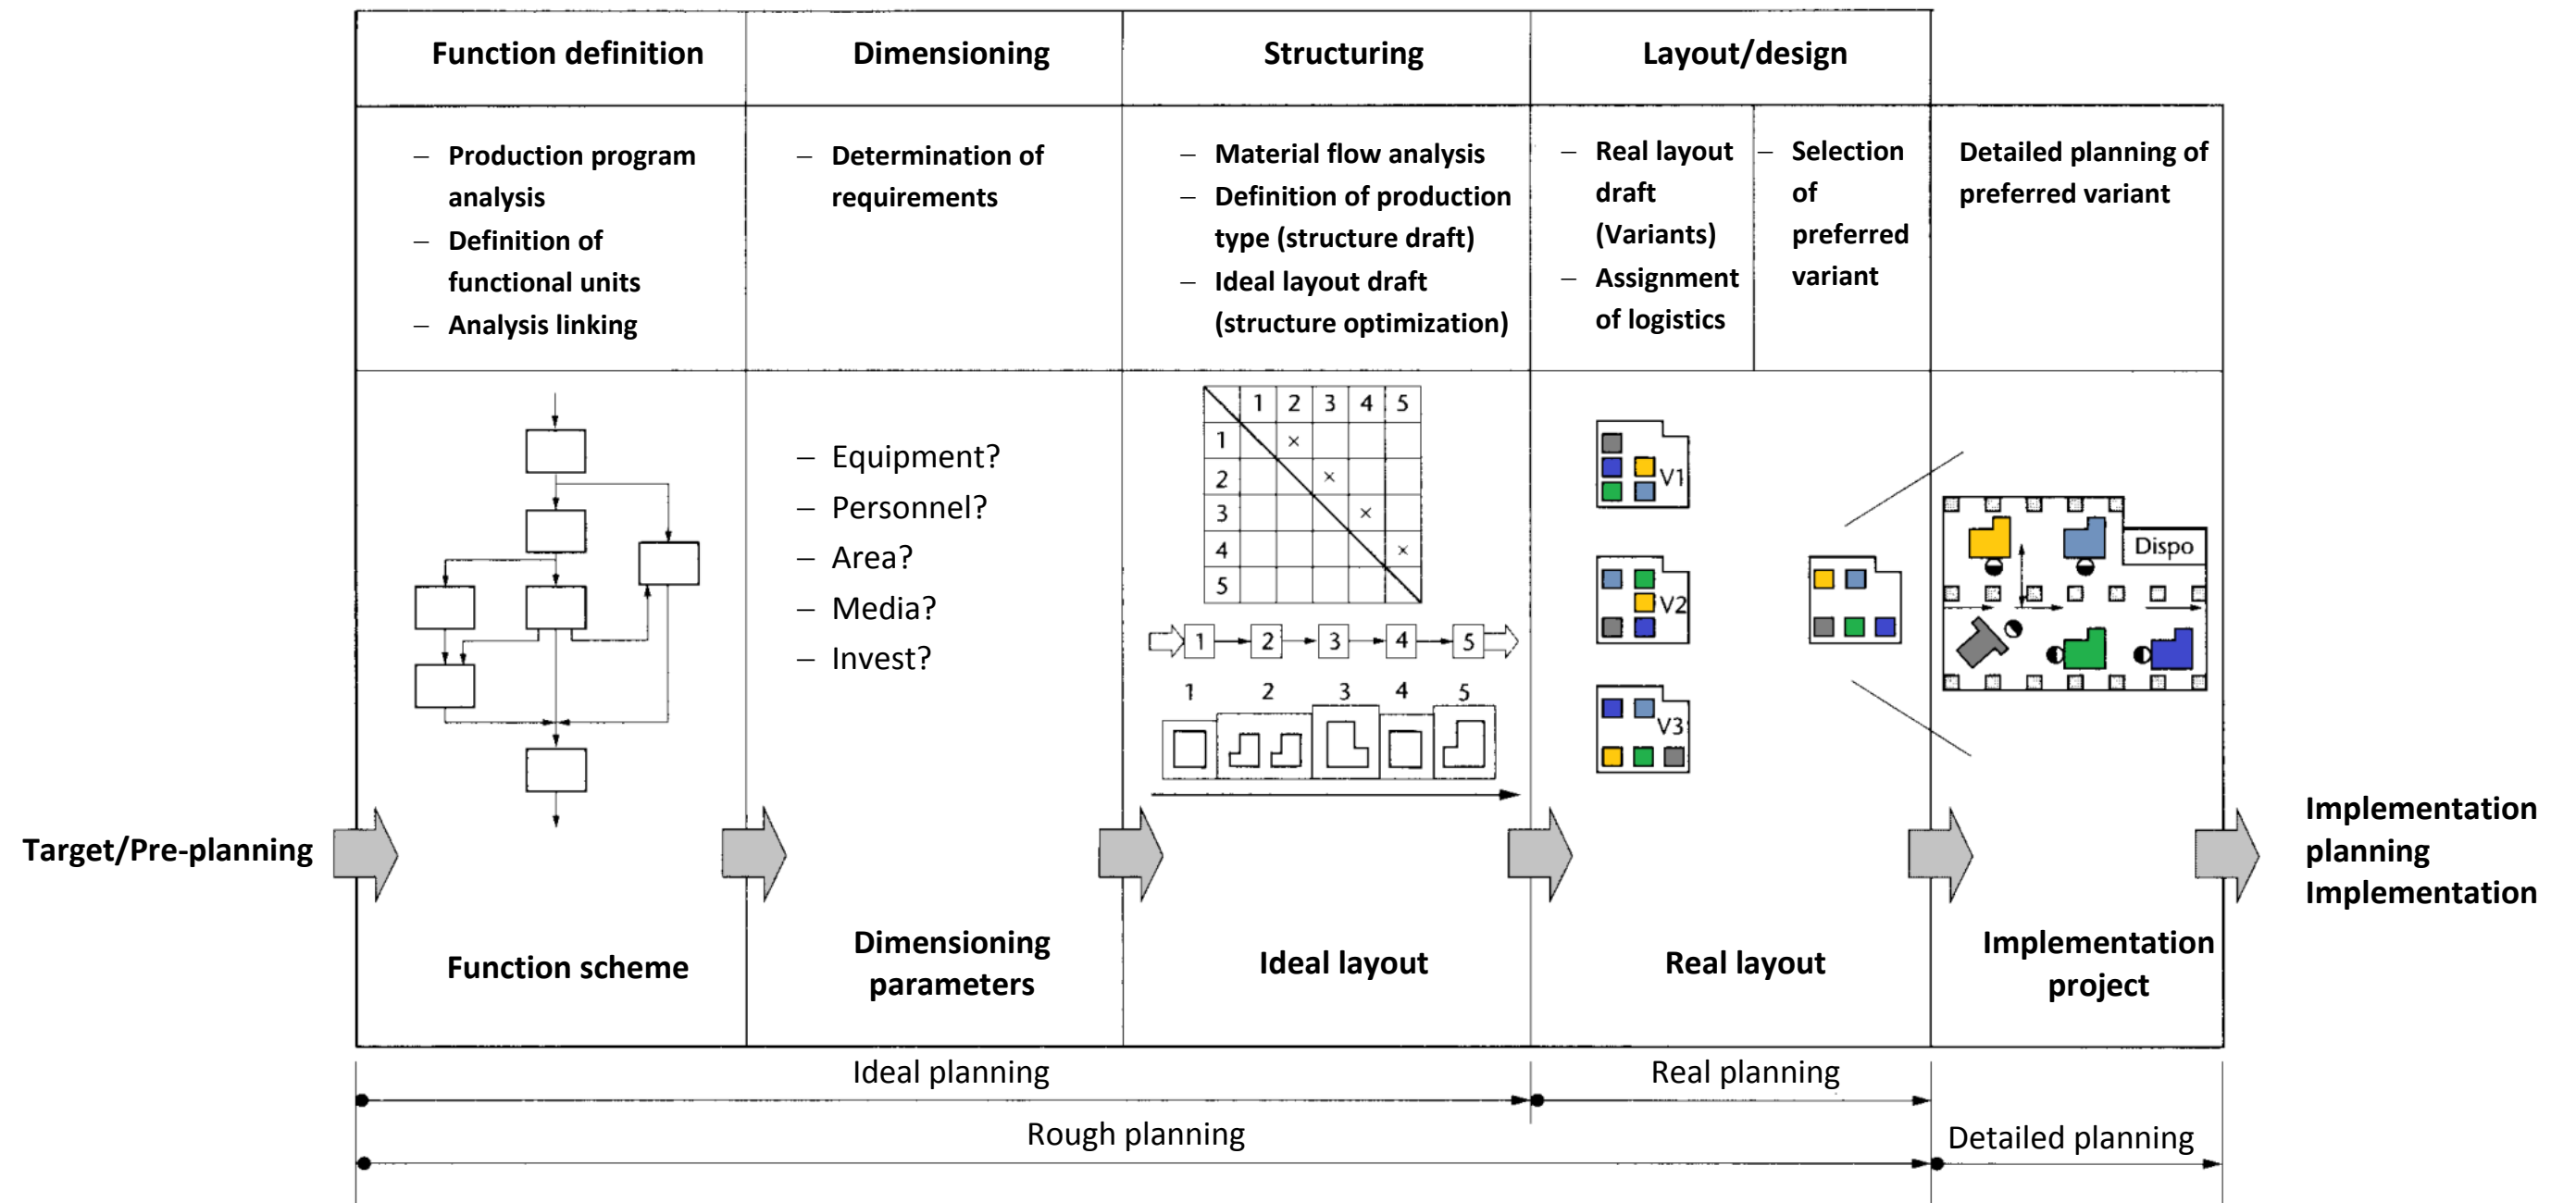 Function definition
Dimensioning
Structuring
Layout/design
– Production program
analysis
– Definition of
functional units
– Analysis linking
– Determination of
requirements
– Material flow analysis
– Definition of production
type (structure draft)
– Ideal layout draft
(structure optimization)
– Real layout
draft
(Variants)
– Assignment
of logistics
– Selection
of
preferred
variant
Detailed planning of
preferred variant
– Equipment?
– Personnel?
– Area?
– Media?
– Invest?
1 2 3 4 5
1 ×
2 ×
3 ×
4 ×
5
1 2 3 4 5
1 2 3 4 5
V1
V2
V3
Dispo
Target/Pre-planning
Implementation
planning
Implementation
Function scheme
Dimensioning
parameters
Ideal layout
Real layout
Implementation
project
Ideal planning
Real planning
Rough planning
Detailed planning